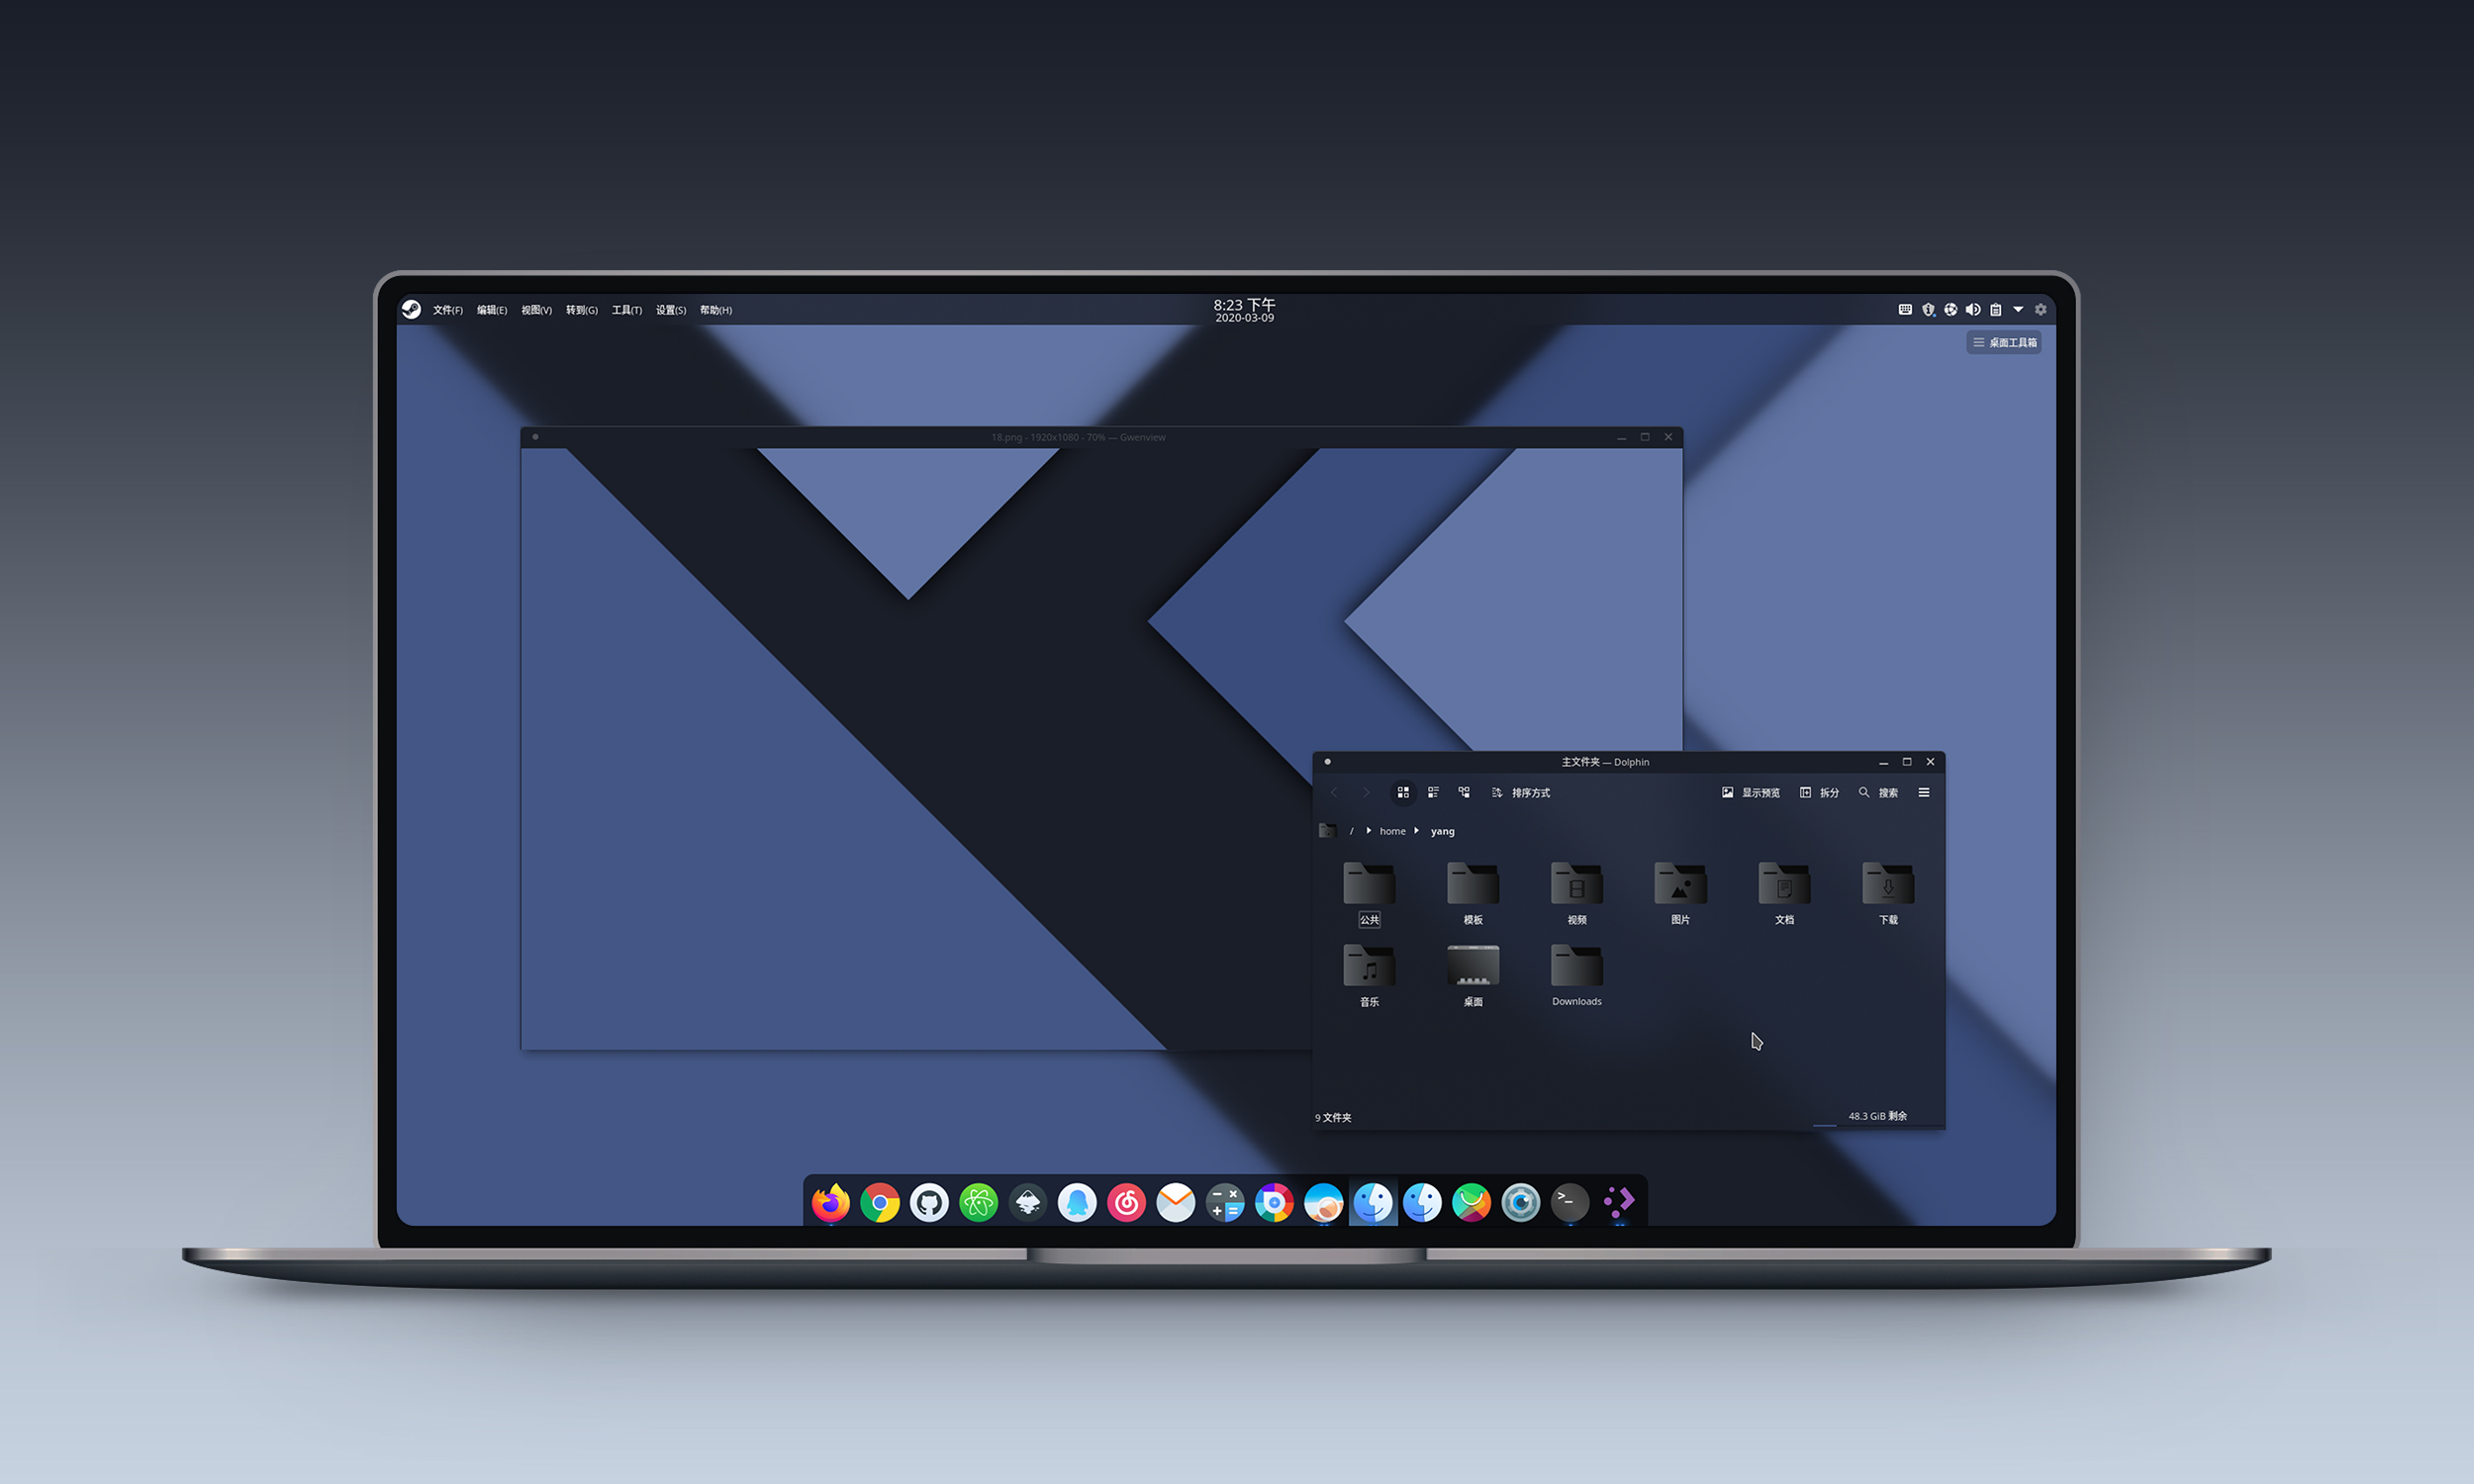 文件(F) 编辑(E) 视图(V) 转到(G) 工具(T) 设置(S) 帮助(H)
8:23 下午
2020-03-09
桌面工具箱
18.png - 1920x1080 - 70% — Gwenview
主文件夹 — Dolphin
排序方式 显示预览 拆分 搜索
/ home yang
公共 模板 视频 图片 文档 下载
音乐 桌面 Downloads
9 文件夹 48.3 GiB 剩余